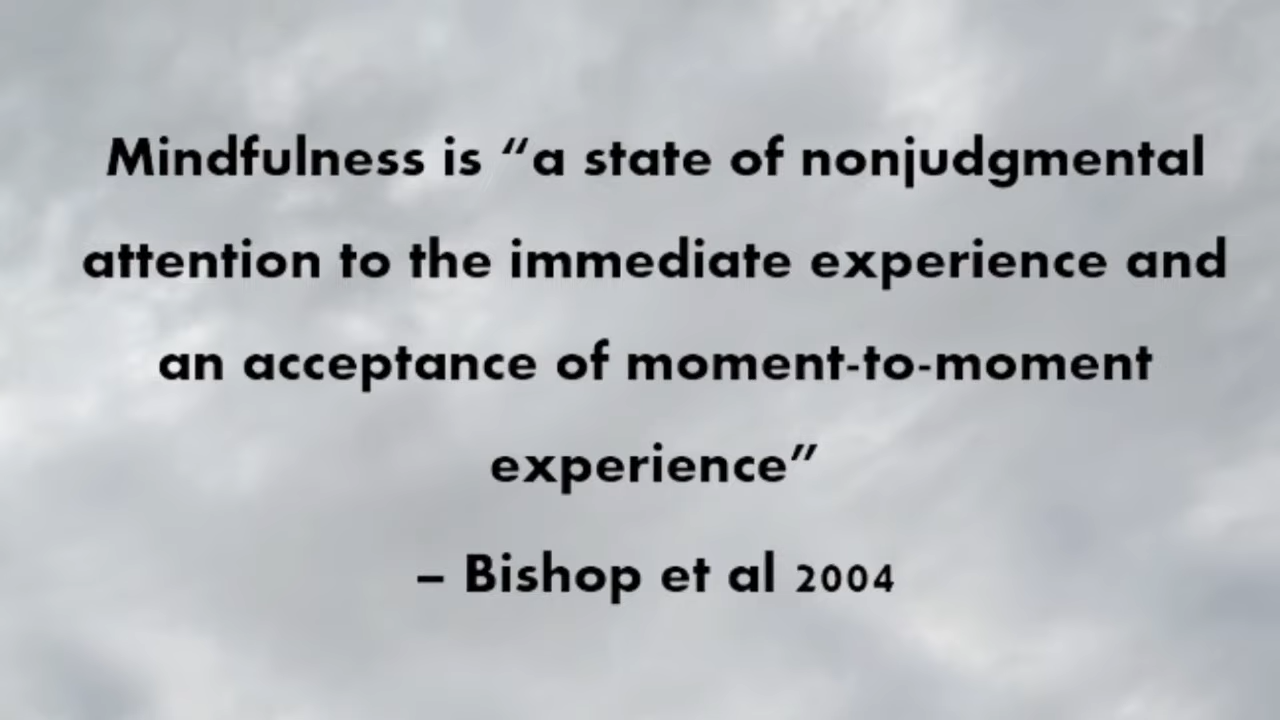 Mindfulness is “a state of nonjudgmental
attention to the immediate experience and
an acceptance of moment-to-moment
experience”
– Bishop et al 2004